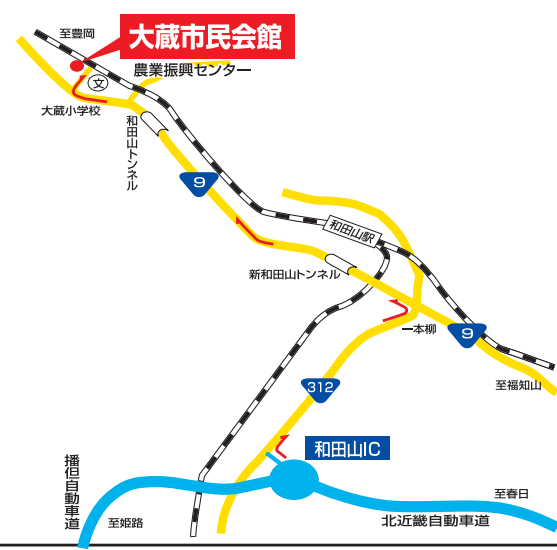 至豊岡
大蔵市民会館
農業振興センター
文
大蔵小学校
和田山トンネル
9
和田山駅
新和田山トンネル
一本柳
9
312
至福知山
和田山IC
播但自動車道
至姫路
至春日
北近畿自動車道